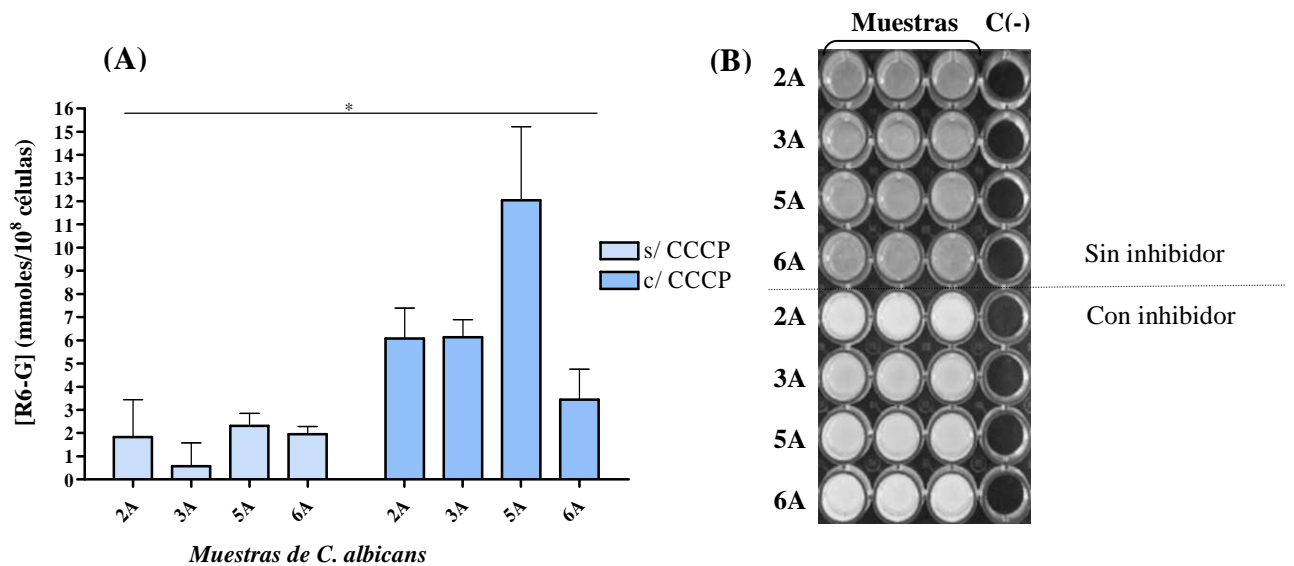 (A)
*
[R6-G] (mmoles/10⁸ células)
16
15
14
13
12
11
10
9
8
7
6
5
4
3
2
1
0
2A
3A
5A
6A
2A
3A
5A
6A
Muestras de C. albicans
s/ CCCP
c/ CCCP
(B)
Muestras C(-)
2A
3A
5A
6A
Sin inhibidor
2A
Con inhibidor
3A
5A
6A